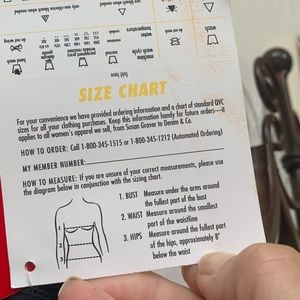 fold here
SIZE CHART
For your convenience we have provided ordering information and a chart of standard QVC
sizes for all your clothing purchases. Keep this information handy for future orders—it
applies to all women's apparel we sell, from Susan Graver to Denim & Co.
HOW TO ORDER: Call 1-800-345-1515 or 1-800-345-1212 (Automated Ordering)
MY MEMBER NUMBER:
HOW TO MEASURE: If you are unsure of your correct measurements, please use
the diagram below in conjunction with the sizing chart.
1. BUST Measure under the arms around
the fullest part of the bust
2. WAIST Measure around the smallest
part of the waistline
3. HIPS Measure around the fullest part
of the hips, approximately 8"
below the waist
1
2
3